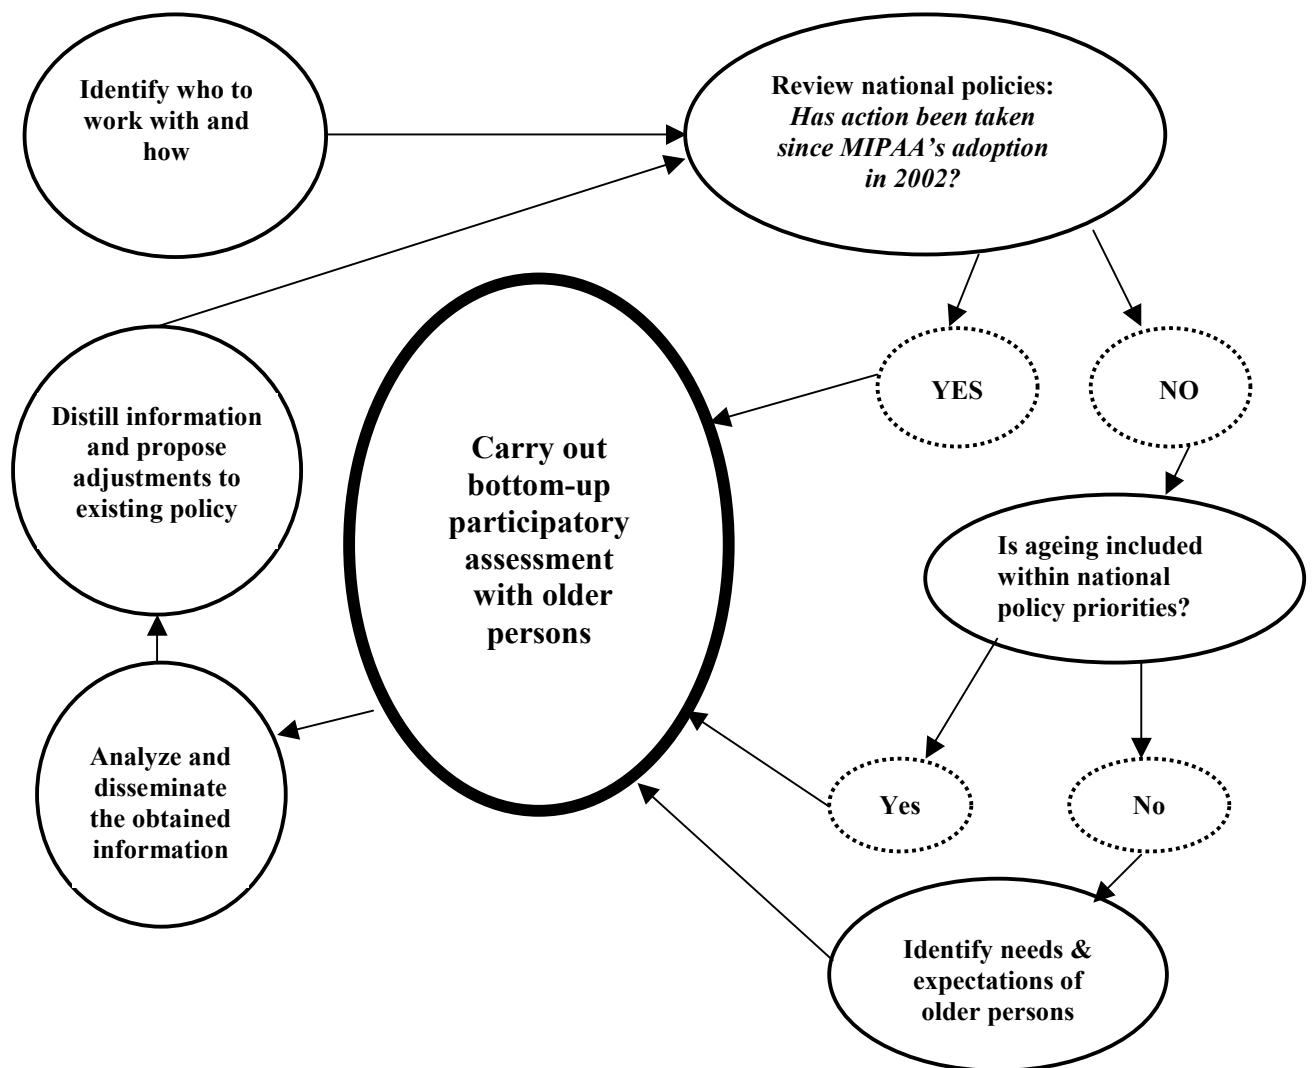 Identify who to
work with and
how
Review national policies:
Has action been taken
since MIPAA's adoption
in 2002?
YES
NO
Distill information
and propose
adjustments to
existing policy
Carry out
bottom-up
participatory
assessment
with older
persons
Is ageing included
within national
policy priorities?
Analyze and
disseminate
the obtained
information
Yes
No
Identify needs &
expectations of
older persons